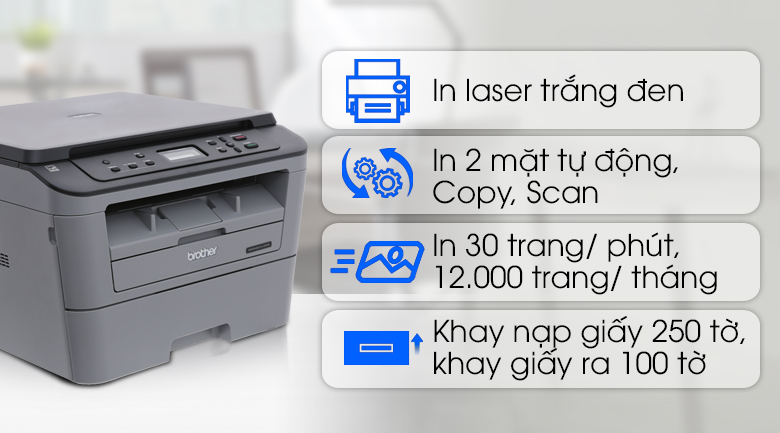 In laser trắng đen
In 2 mặt tự động,
Copy, Scan
In 30 trang/ phút,
12.000 trang/ tháng
Khay nạp giấy 250 tờ,
khay giấy ra 100 tờ
brother